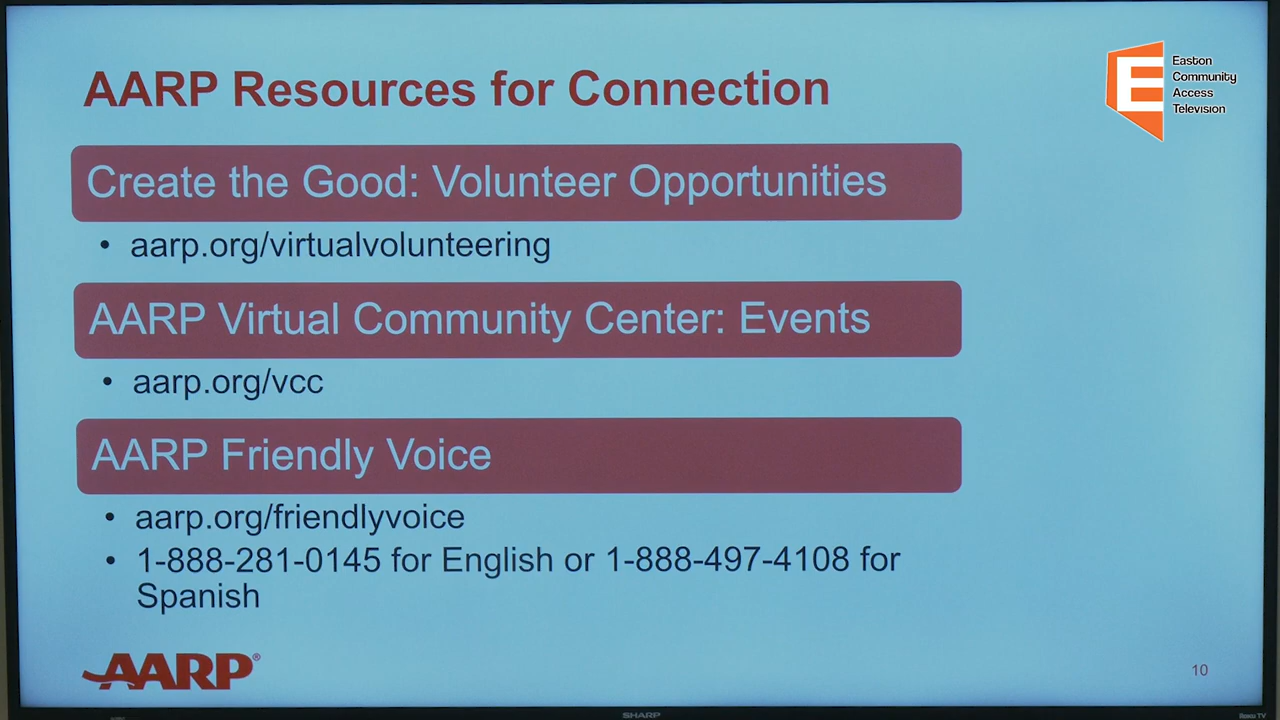 AARP Resources for Connection
Easton
Community
Access
Television
Create the Good: Volunteer Opportunities
• aarp.org/virtualvolunteering
AARP Virtual Community Center: Events
• aarp.org/vcc
AARP Friendly Voice
• aarp.org/friendlyvoice
• 1-888-281-0145 for English or 1-888-497-4108 for
Spanish
AARP®
10
SHARP
Roku TV